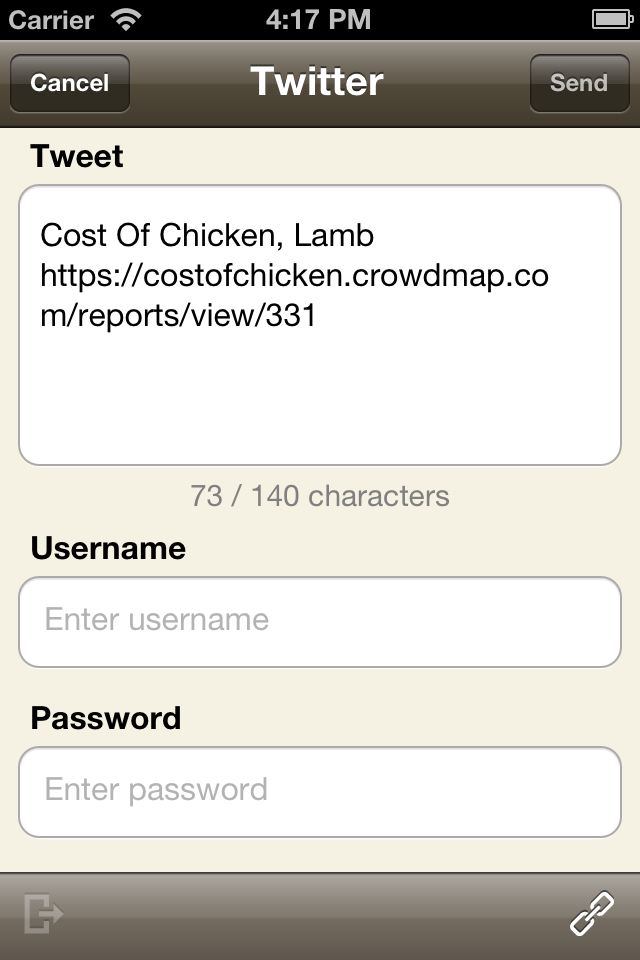 Carrier 4:17 PM
Cancel Twitter Send
Tweet
Cost Of Chicken, Lamb
https://costofchicken.crowdmap.co
m/reports/view/331
73 / 140 characters
Username
Enter username
Password
Enter password